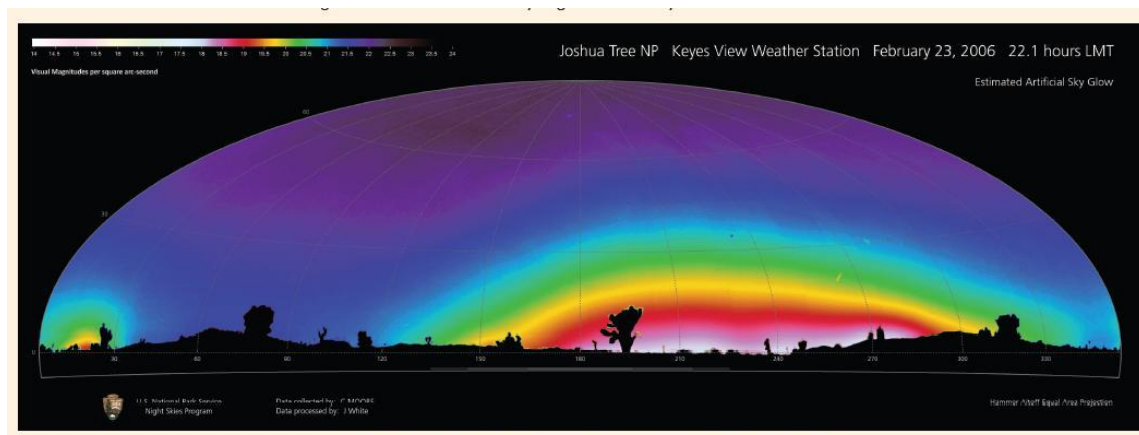 14 14.5 15 15.5 16 16.5 17 17.5 18 18.5 19 19.5 20 20.5 21 21.5 22 22.5 23 23.5 24
Visual Magnitudes per square arc-second
Joshua Tree NP Keyes View Weather Station February 23, 2006 22.1 hours LMT
Estimated Artificial Sky Glow
60
30
0
30 60 90 120 150 180 210 240 270 300 330
U.S. National Park Service
Night Skies Program
Data collected by: C MOORE
Data processed by: J White
Hammer Aitoff Equal Area Projection